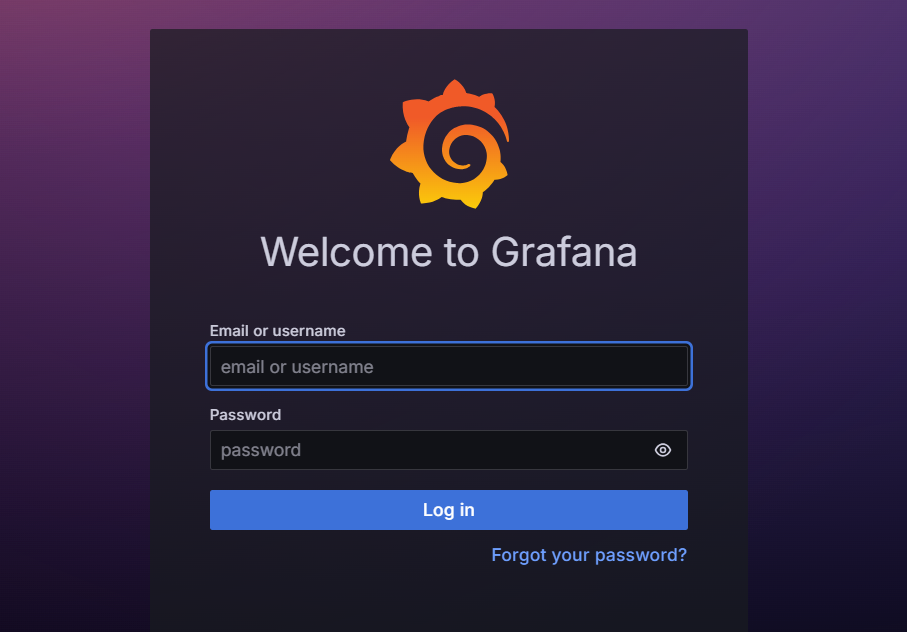 Welcome to Grafana
Email or username
email or username
Password
password
Log in
Forgot your password?